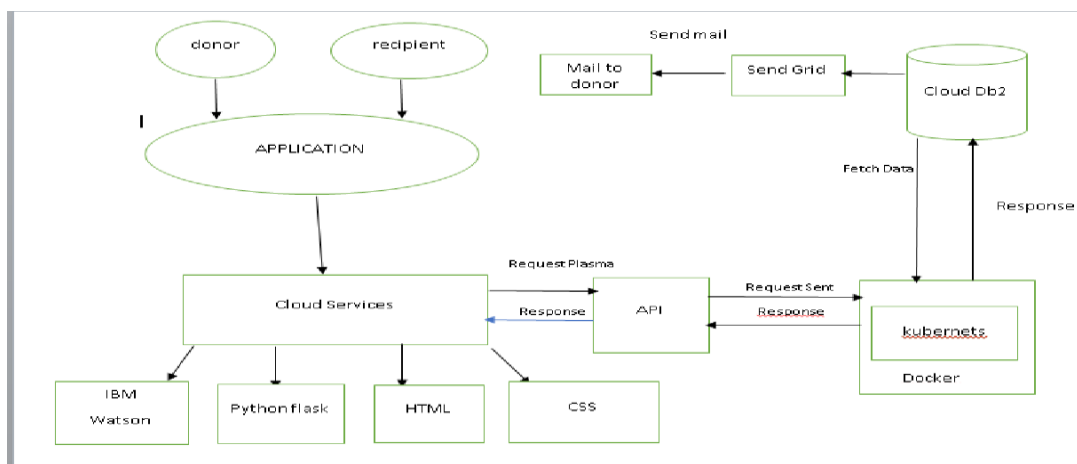 donor
recipient
Send mail
Mail to
donor
Send Grid
Cloud Db2
APPLICATION
Fetch Data
Response
Request Plasma
Cloud Services
Response
API
Request Sent
Response
kubernets
Docker
IBM
Watson
Python flask
HTML
CSS